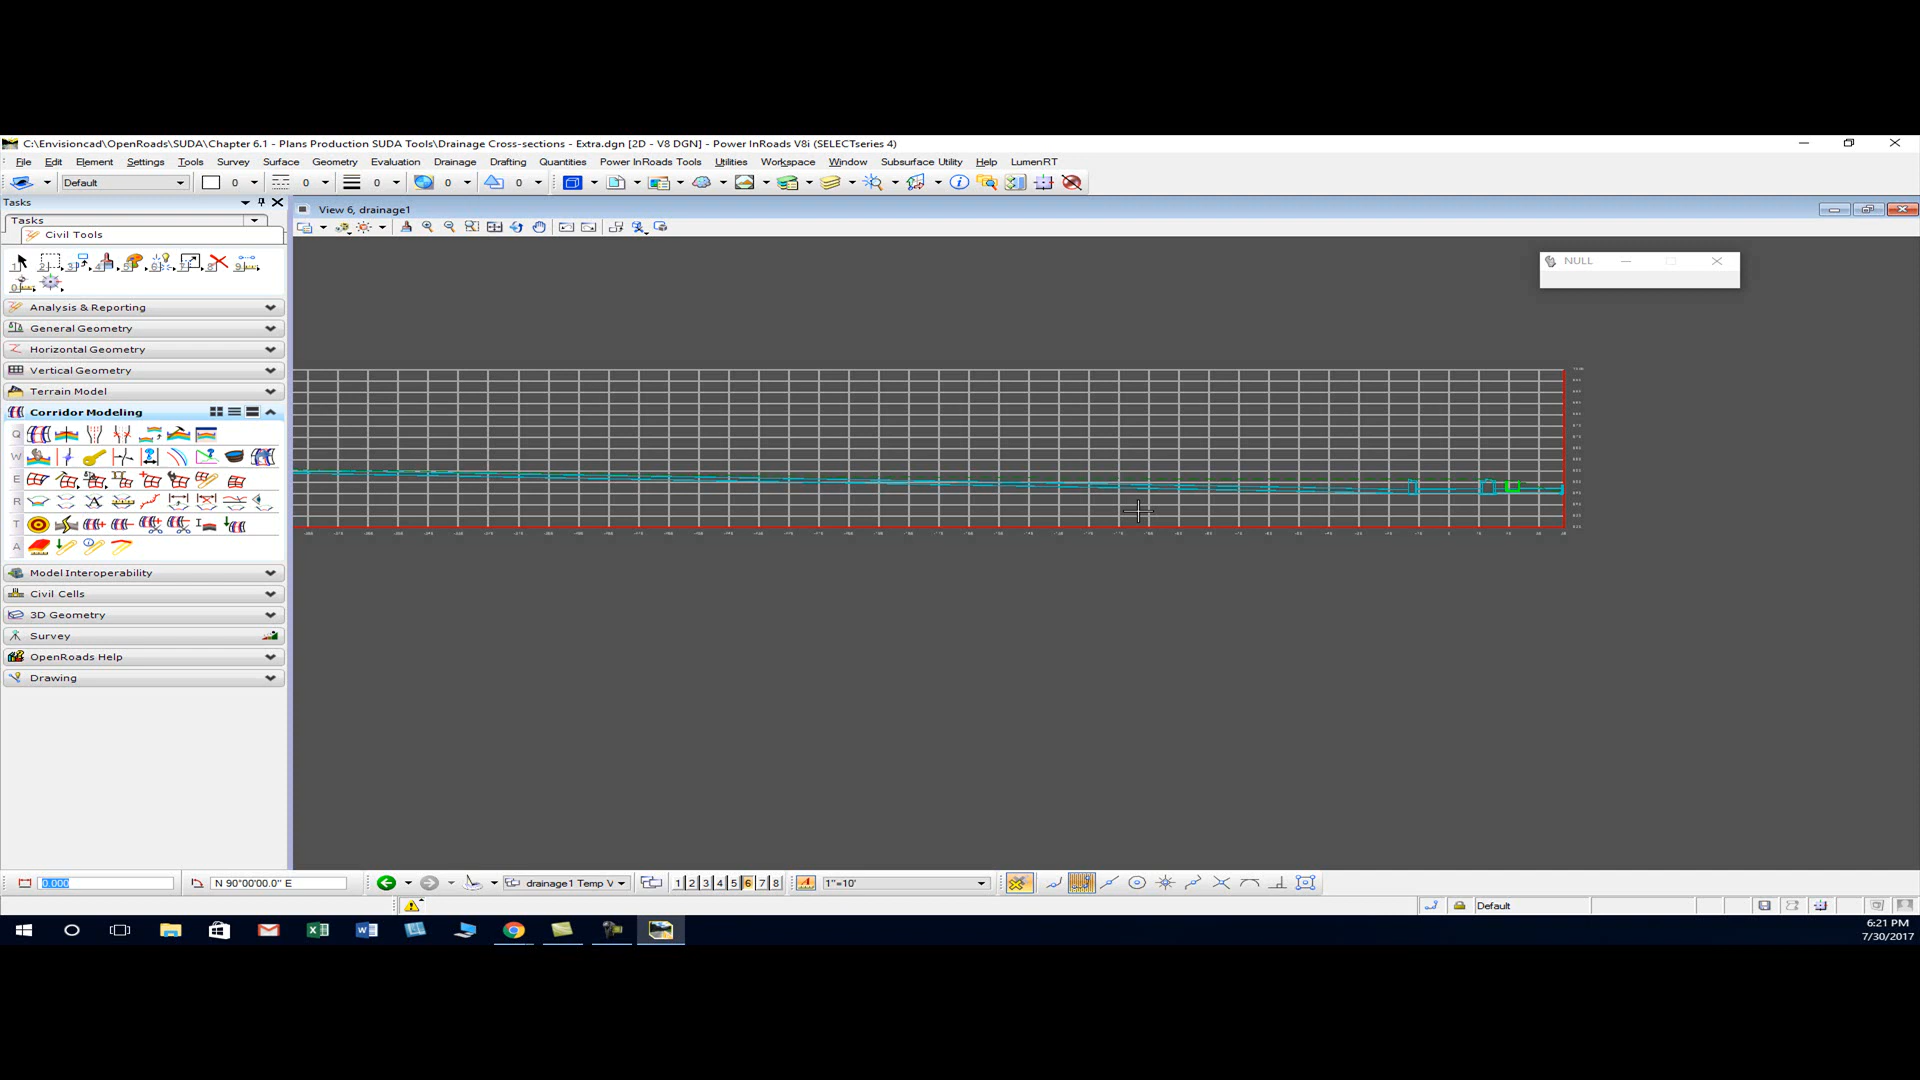 C:\Envisioncad\OpenRoads\SUDA\Chapter 6.1 - Plans Production SUDA Tools\Drainage Cross-sections - Extra.dgn [2D - V8 DGN] - Power InRoads V8i (SELECTseries 4)
File Edit Element Settings Tools Survey Surface Geometry Evaluation Drainage Drafting Quantities Power InRoads Tools Utilities Workspace Window Subsurface Utility Help LumenRT
Default 0 0 0 0 0
Tasks
Tasks
Civil Tools
View 6, drainage1
NULL
Analysis & Reporting
General Geometry
Horizontal Geometry
Vertical Geometry
Terrain Model
Corridor Modeling
Q
W
E
R
T
A
Model Interoperability
Civil Cells
3D Geometry
Survey
OpenRoads Help
Drawing
0.000 N 90°00'00.0" E drainage1 Temp V 1 2 3 4 5 6 7 8 1"=10'
Default
6:21 PM
7/30/2017